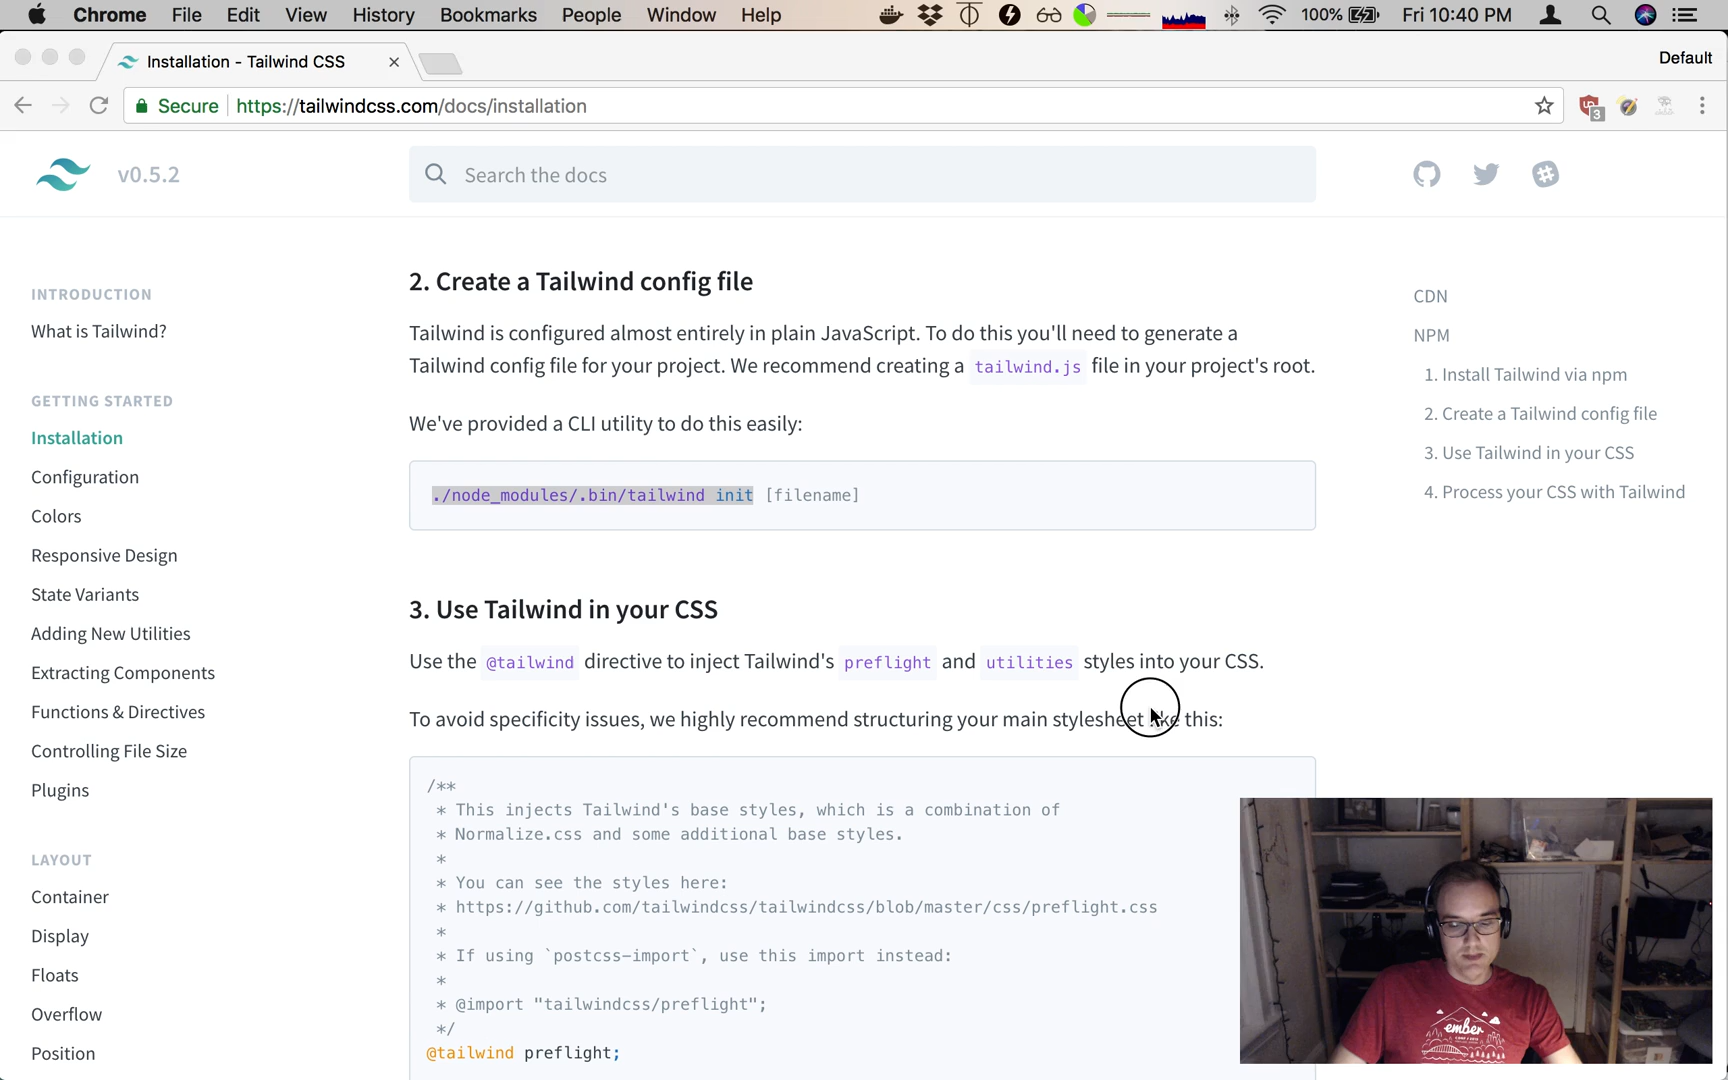 Chrome File Edit View History Bookmarks People Window Help 100% Fri 10:40 PM
Installation - Tailwind CSS
Default
Secure https://tailwindcss.com/docs/installation
3
v0.5.2
Search the docs
INTRODUCTION
What is Tailwind?
GETTING STARTED
Installation
Configuration
Colors
Responsive Design
State Variants
Adding New Utilities
Extracting Components
Functions & Directives
Controlling File Size
Plugins
LAYOUT
Container
Display
Floats
Overflow
Position
2. Create a Tailwind config file
Tailwind is configured almost entirely in plain JavaScript. To do this you'll need to generate a
Tailwind config file for your project. We recommend creating a tailwind.js file in your project's root.
We've provided a CLI utility to do this easily:
./node_modules/.bin/tailwind init [filename]
3. Use Tailwind in your CSS
Use the @tailwind directive to inject Tailwind's preflight and utilities styles into your CSS.
To avoid specificity issues, we highly recommend structuring your main stylesheet like this:
/**
* This injects Tailwind's base styles, which is a combination of
* Normalize.css and some additional base styles.
*
* You can see the styles here:
* https://github.com/tailwindcss/tailwindcss/blob/master/css/preflight.css
*
* If using `postcss-import`, use this import instead:
*
* @import "tailwindcss/preflight";
*/
@tailwind preflight;
CDN
NPM
1. Install Tailwind via npm
2. Create a Tailwind config file
3. Use Tailwind in your CSS
4. Process your CSS with Tailwind
ember